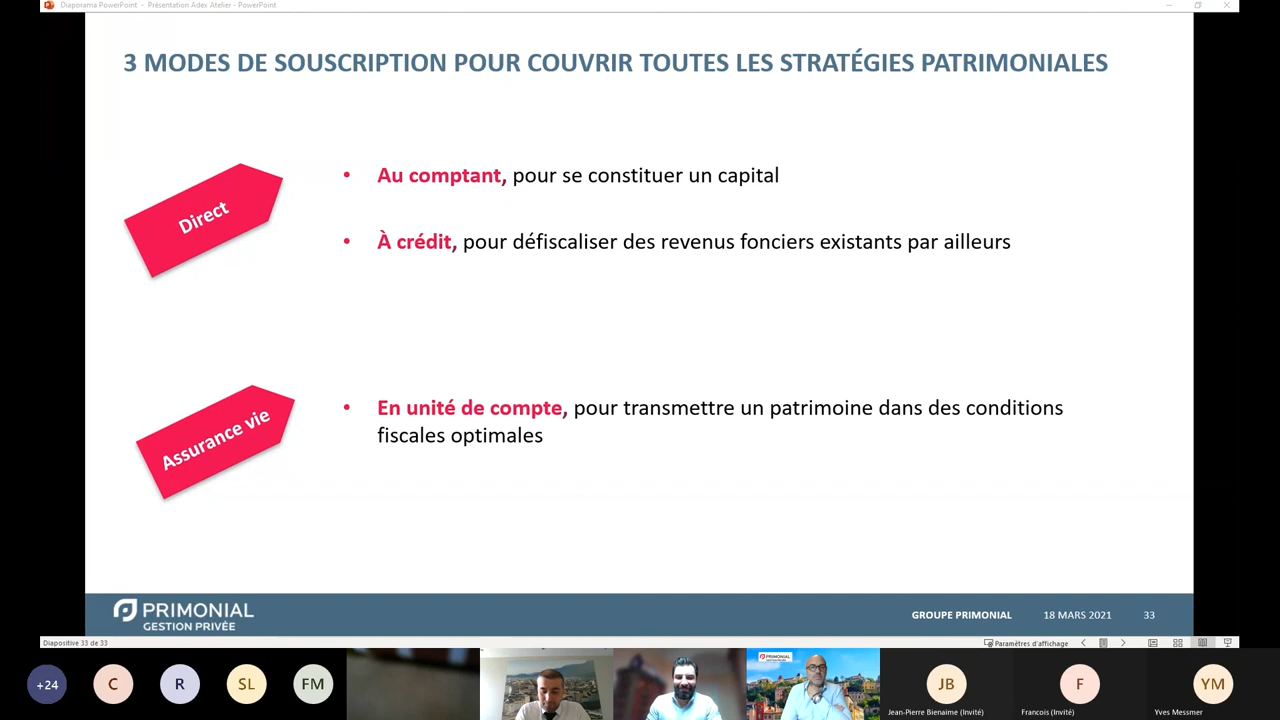 Diaporama PowerPoint - Présentation Adex Atelier - PowerPoint
3 MODES DE SOUSCRIPTION POUR COUVRIR TOUTES LES STRATÉGIES PATRIMONIALES
Direct
• Au comptant, pour se constituer un capital
• À crédit, pour défiscaliser des revenus fonciers existants par ailleurs
Assurance vie
• En unité de compte, pour transmettre un patrimoine dans des conditions
fiscales optimales
PRIMONIAL
GESTION PRIVÉE
GROUPE PRIMONIAL 18 MARS 2021 33
Diapositive 33 de 33
Paramètres d'affichage
+24
C
R
SL
FM
PRIMONIAL
JB
Jean-Pierre Bienaime (Invité)
F
Francois (Invité)
YM
Yves Messmer